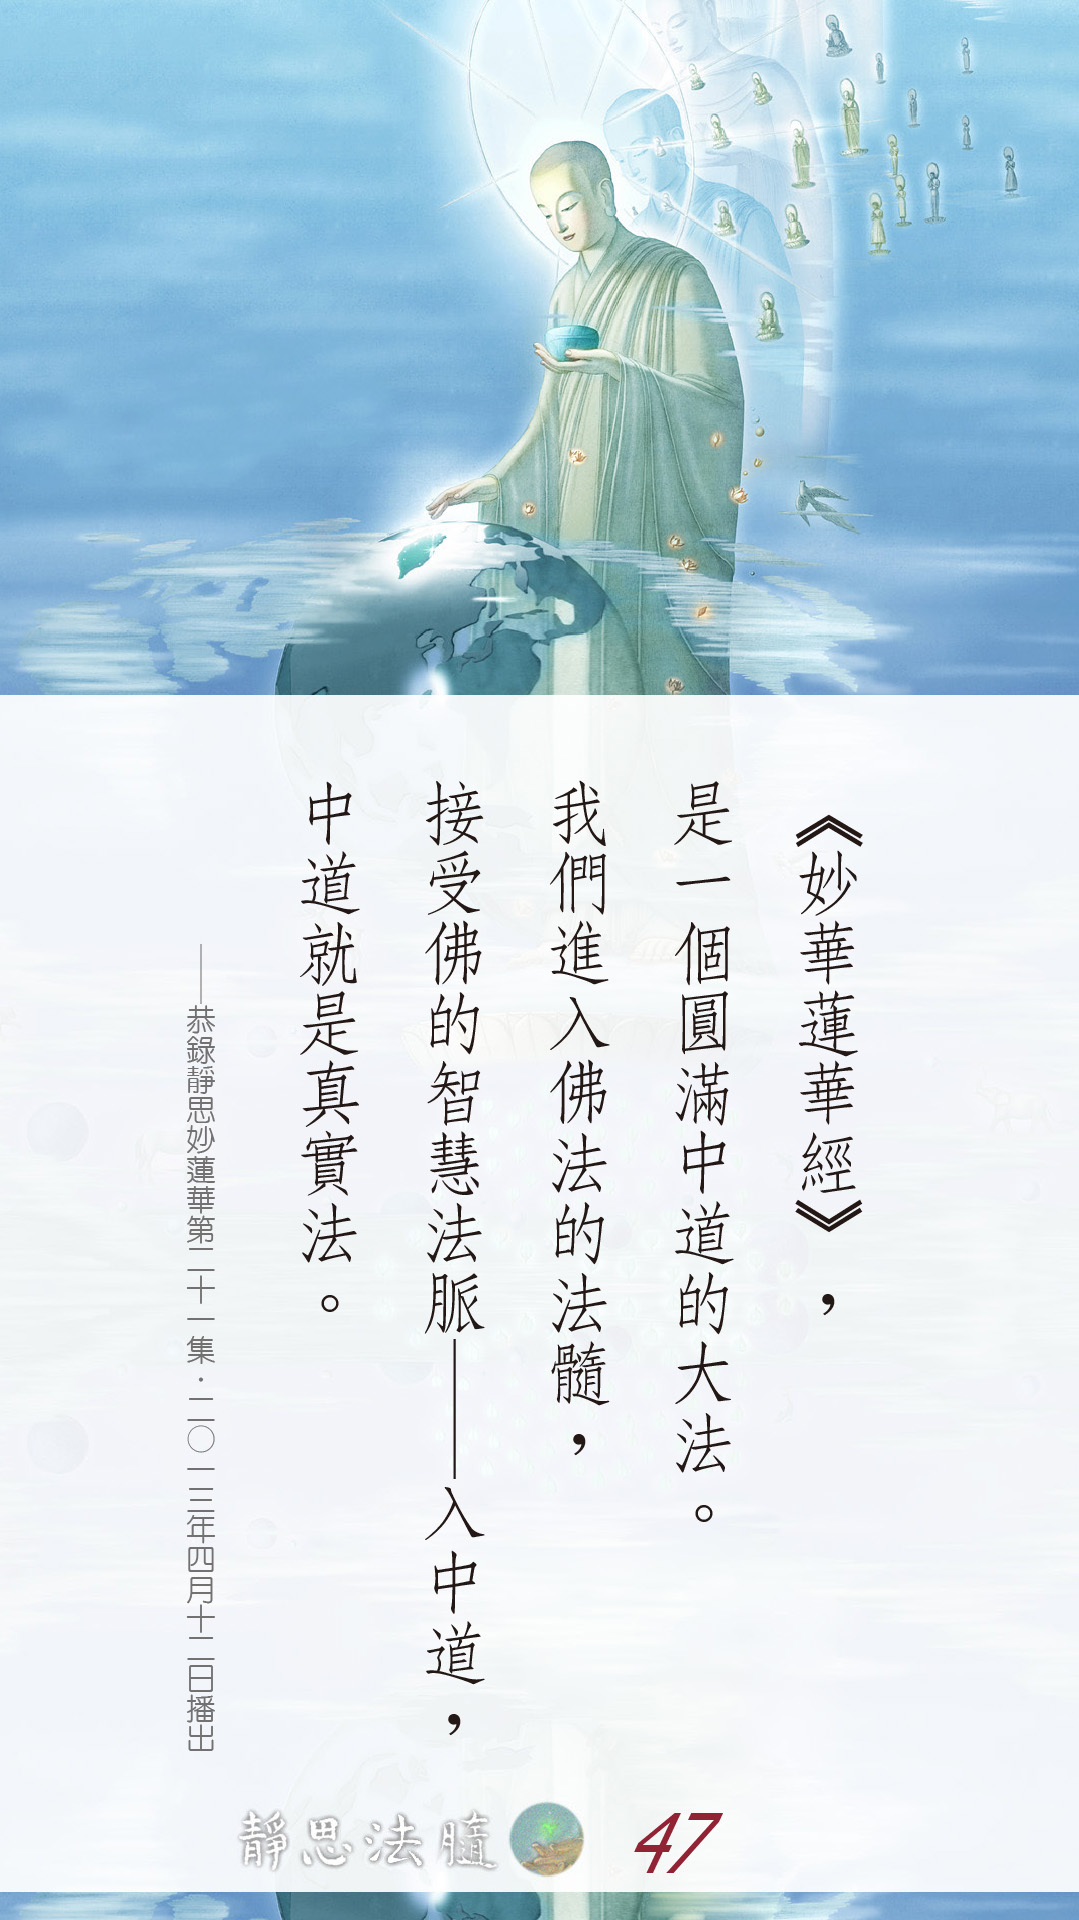 《妙華蓮華經》，
是一個圓滿中道的大法。
我們進入佛法的法髓，
接受佛的智慧法脈——入中道，
中道就是真實法。
——恭錄靜思妙蓮華第二十一集．二〇一三年四月十二日播出
靜思法髓
47